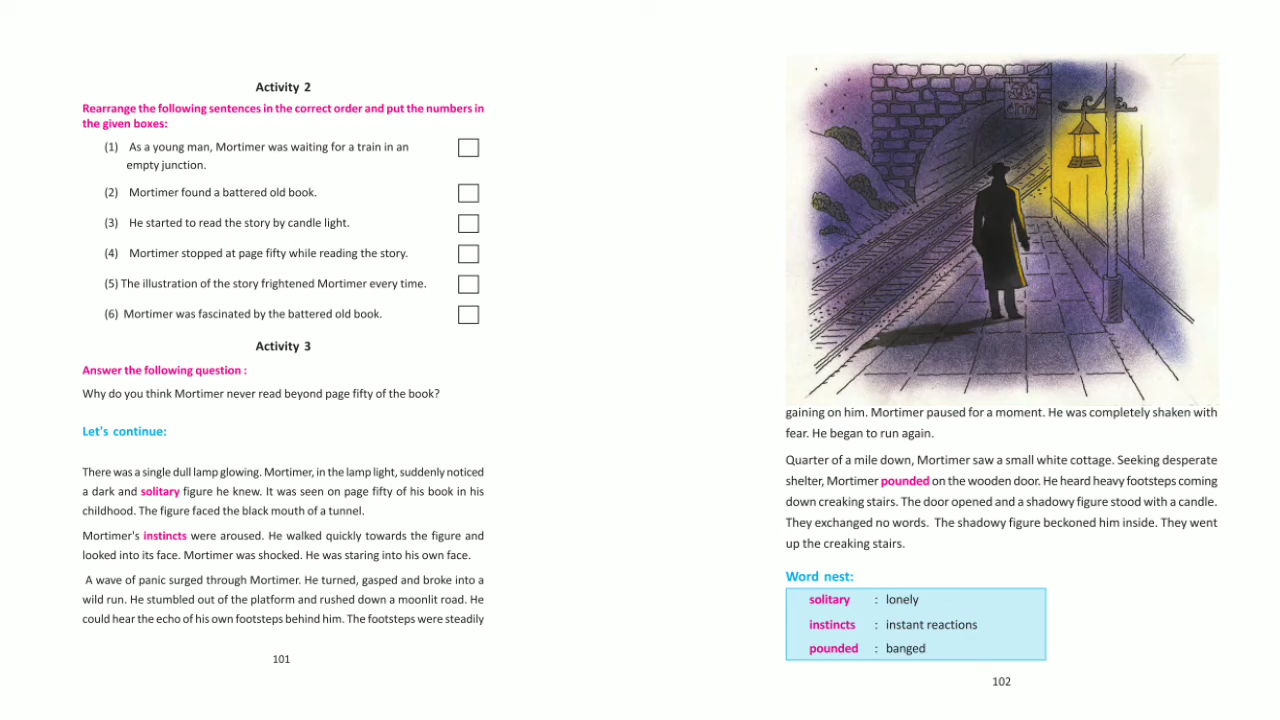 Activity 2
Rearrange the following sentences in the correct order and put the numbers in
the given boxes:
(1) As a young man, Mortimer was waiting for a train in an
empty junction.
(2) Mortimer found a battered old book.
(3) He started to read the story by candle light.
(4) Mortimer stopped at page fifty while reading the story.
(5) The illustration of the story frightened Mortimer every time.
(6) Mortimer was fascinated by the battered old book.
Activity 3
Answer the following question :
Why do you think Mortimer never read beyond page fifty of the book?
Let's continue:
There was a single dull lamp glowing. Mortimer, in the lamp light, suddenly noticed
a dark and solitary figure he knew. It was seen on page fifty of his book in his
childhood. The figure faced the black mouth of a tunnel.
Mortimer's instincts were aroused. He walked quickly towards the figure and
looked into its face. Mortimer was shocked. He was staring into his own face.
A wave of panic surged through Mortimer. He turned, gasped and broke into a
wild run. He stumbled out of the platform and rushed down a moonlit road. He
could hear the echo of his own footsteps behind him. The footsteps were steadily
101
gaining on him. Mortimer paused for a moment. He was completely shaken with
fear. He began to run again.
Quarter of a mile down, Mortimer saw a small white cottage. Seeking desperate
shelter, Mortimer pounded on the wooden door. He heard heavy footsteps coming
down creaking stairs. The door opened and a shadowy figure stood with a candle.
They exchanged no words. The shadowy figure beckoned him inside. They went
up the creaking stairs.
Word nest:
solitary : lonely
instincts : instant reactions
pounded : banged
102